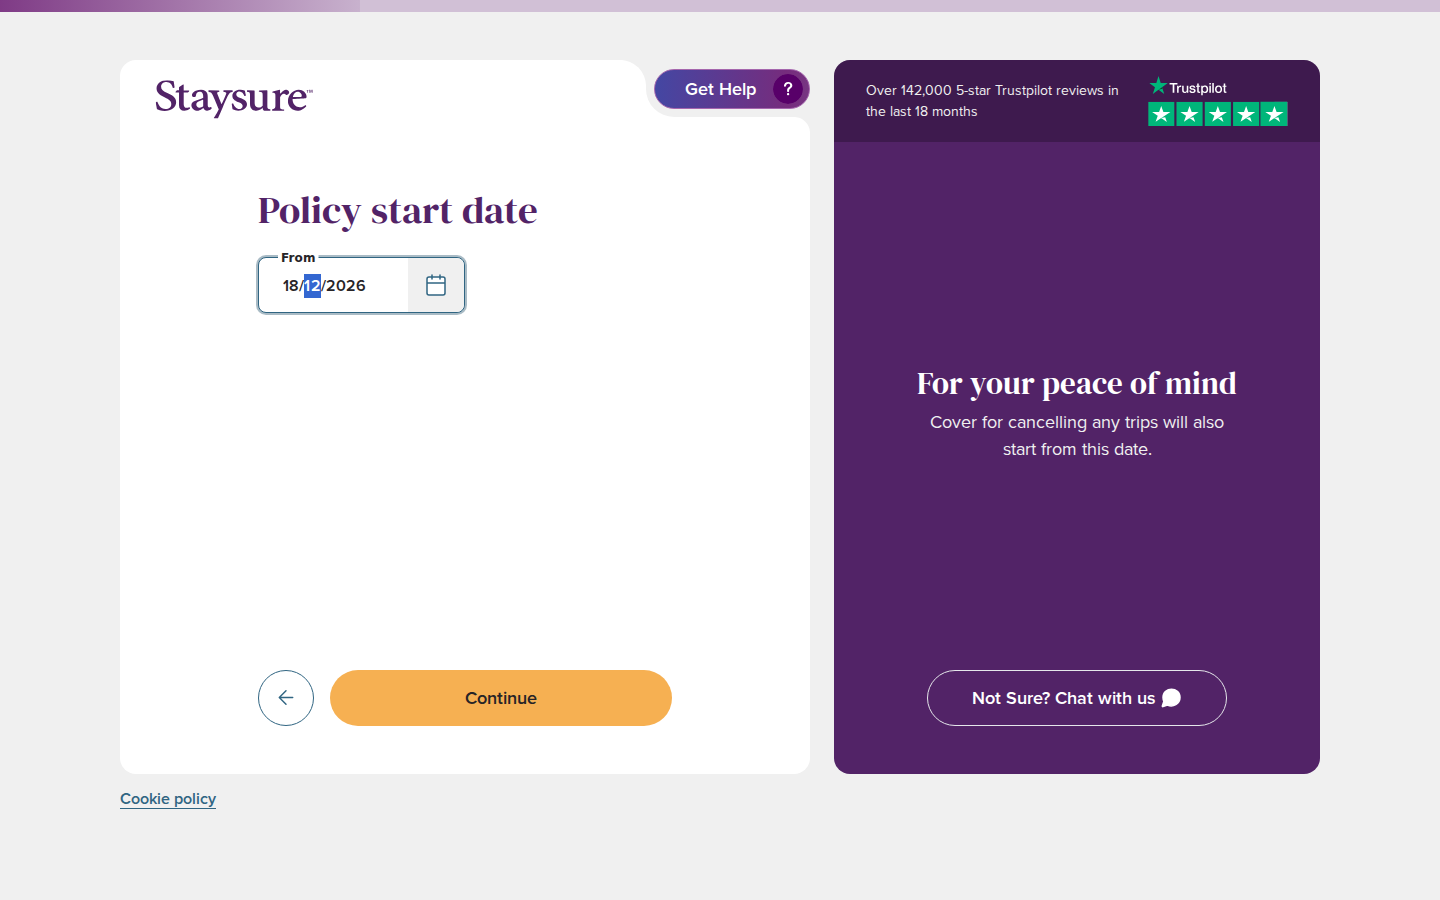 Staysure™
Get Help ?
Policy start date
From
18/12/2026
Continue
Cookie policy
Over 142,000 5-star Trustpilot reviews in
the last 18 months
Trustpilot
For your peace of mind
Cover for cancelling any trips will also
start from this date.
Not Sure? Chat with us